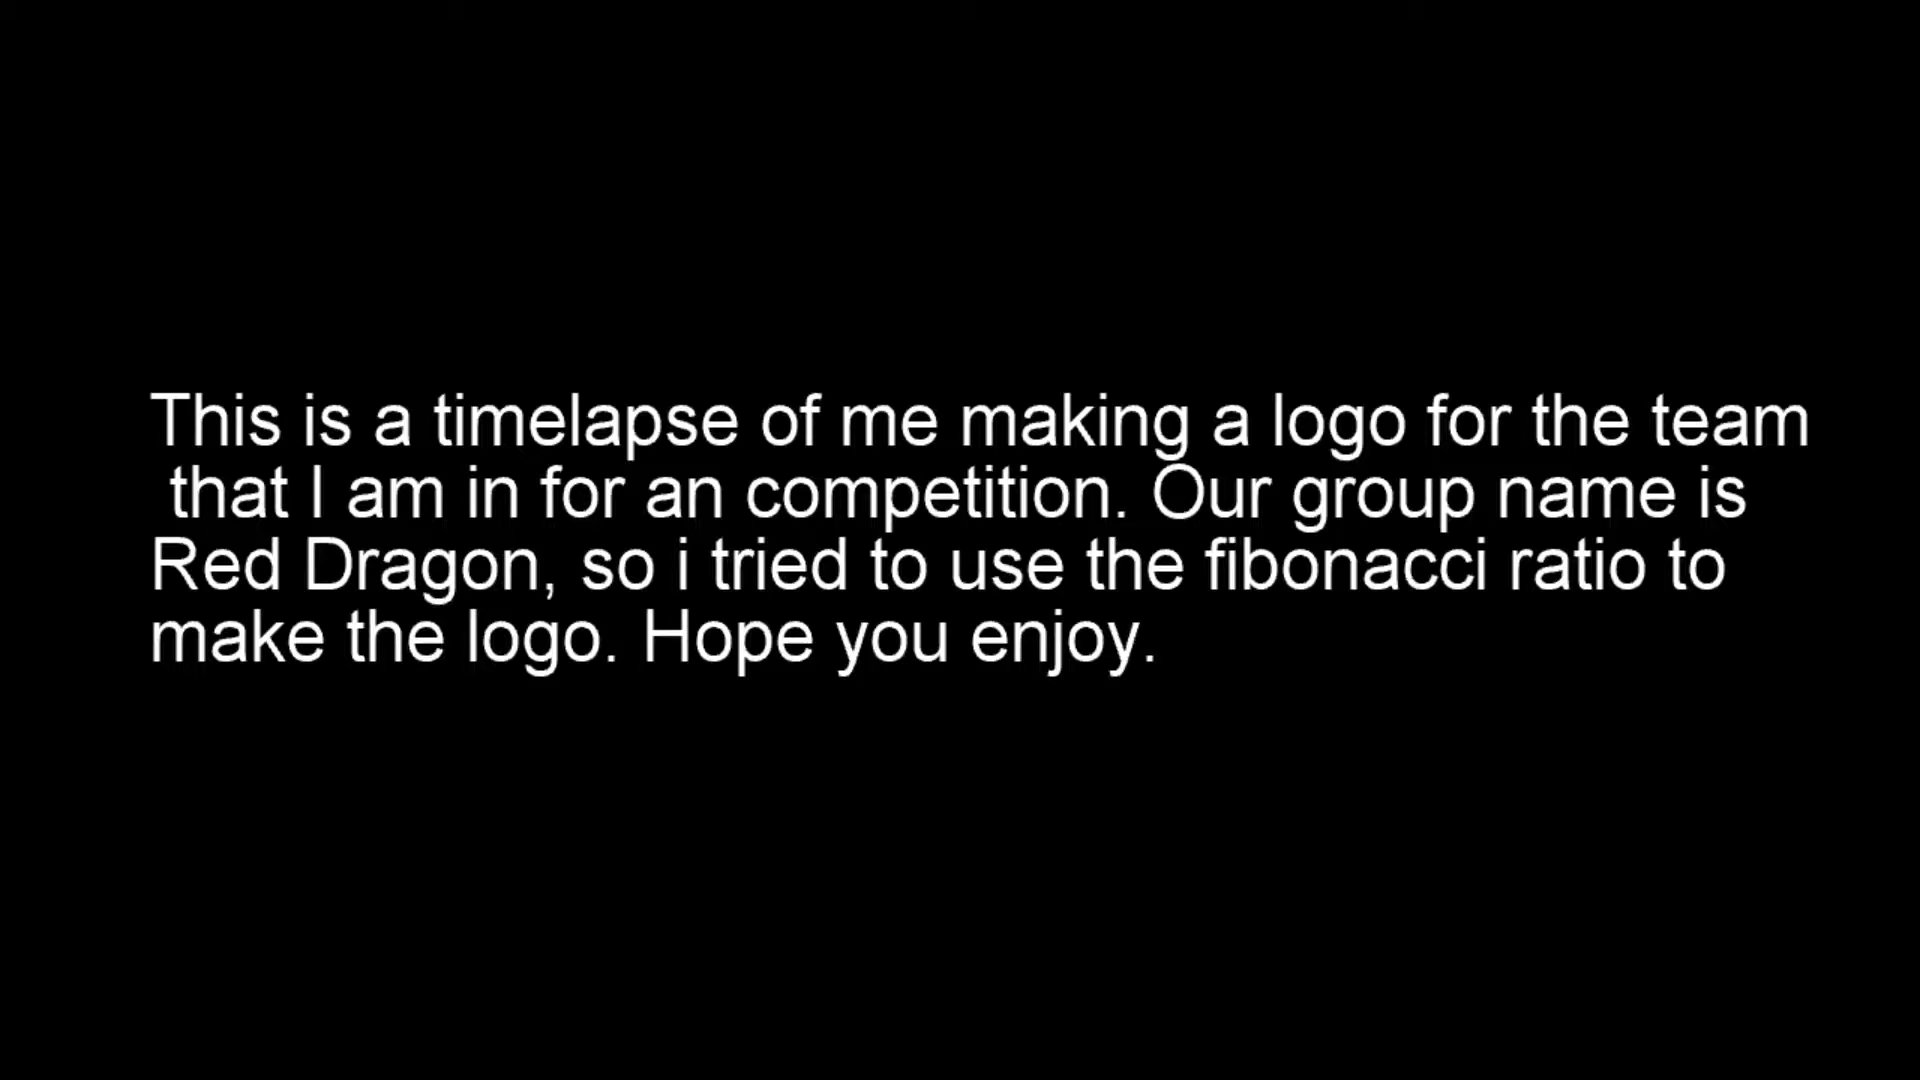 This is a timelapse of me making a logo for the team
that I am in for an competition. Our group name is
Red Dragon, so i tried to use the fibonacci ratio to
make the logo. Hope you enjoy.